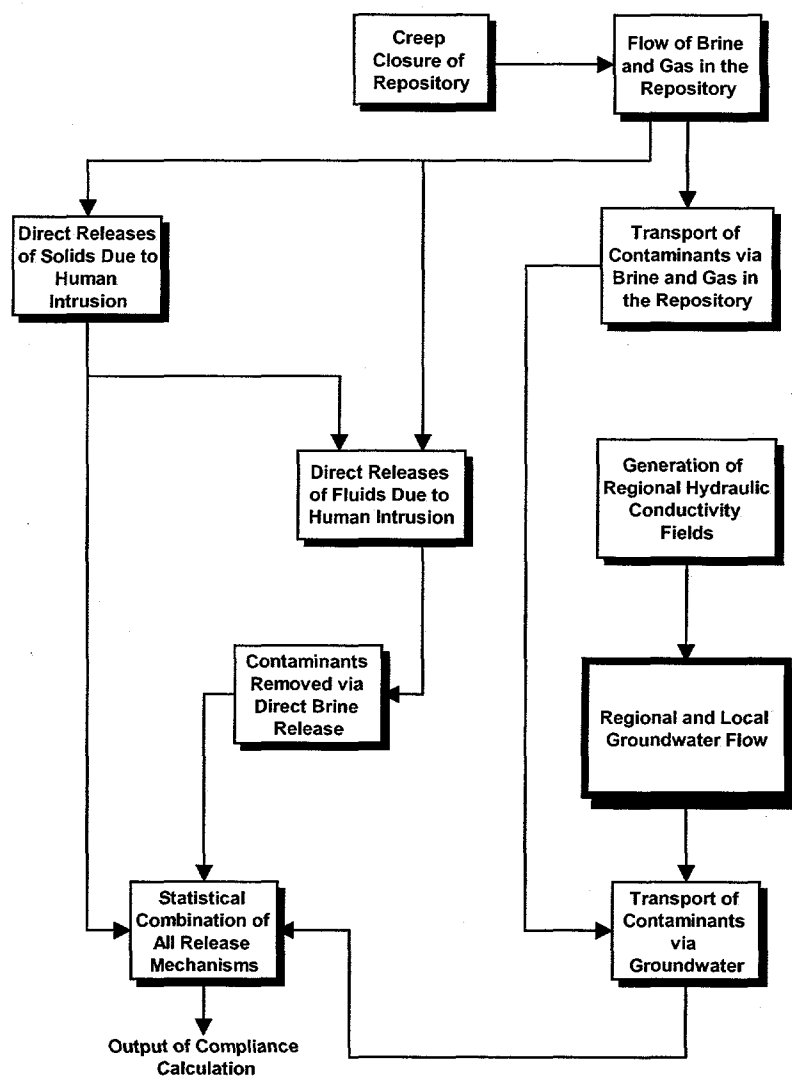 Creep
Closure of
Repository
Flow of Brine
and Gas in the
Repository
Direct Releases
of Solids Due to
Human
Intrusion
Transport of
Contaminants via
Brine and Gas in
the Repository
Direct Releases
of Fluids Due to
Human Intrusion
Generation of
Regional Hydraulic
Conductivity
Fields
Contaminants
Removed via
Direct Brine
Release
Regional and Local
Groundwater Flow
Statistical
Combination of
All Release
Mechanisms
Transport of
Contaminants
via
Groundwater
Output of Compliance
Calculation